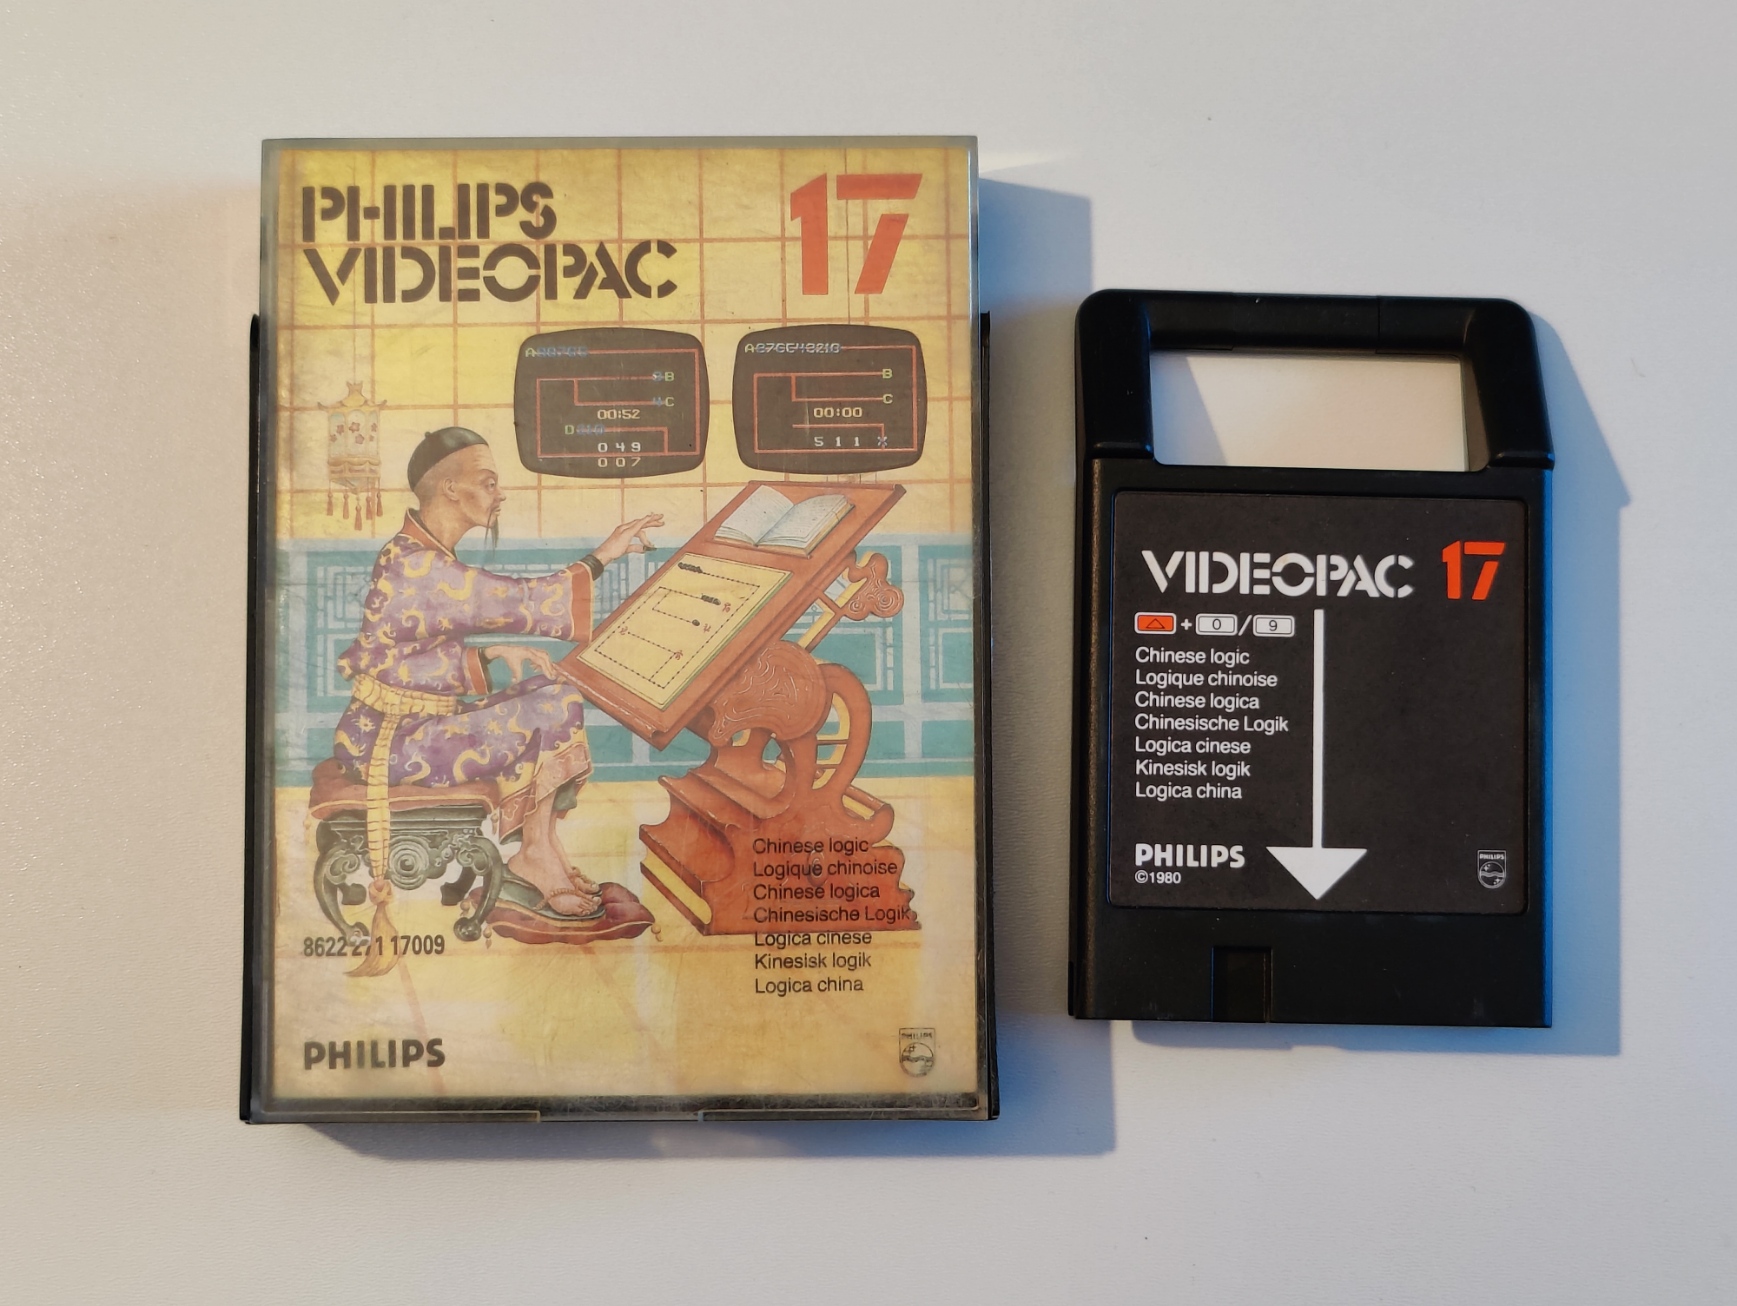 PHILIPS
VIDEOPAC
17
00:52
049
007
B
C
00:00
511
Chinese logic
Logique chinoise
Chinese logica
Chinesische Logik
Logica cinese
Kinesisk logik
Logica china
8622 271 17009
PHILIPS
VIDEOPAC 17
+ 0 / 9
Chinese logic
Logique chinoise
Chinese logica
Chinesische Logik
Logica cinese
Kinesisk logik
Logica china
PHILIPS
©1980
PHILIPS